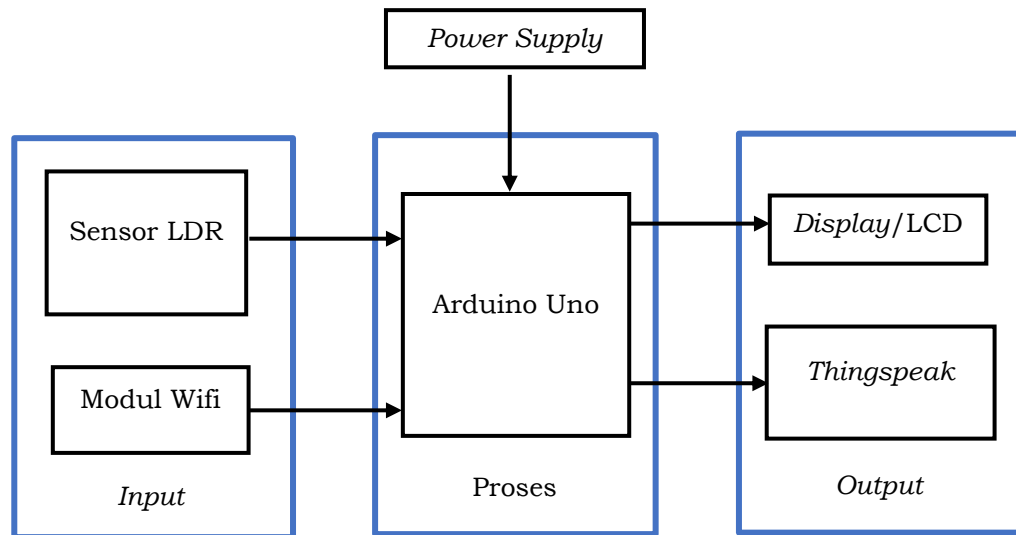 Power Supply
Sensor LDR
Modul Wifi
Input
Arduino Uno
Proses
Display/LCD
Thingspeak
Output